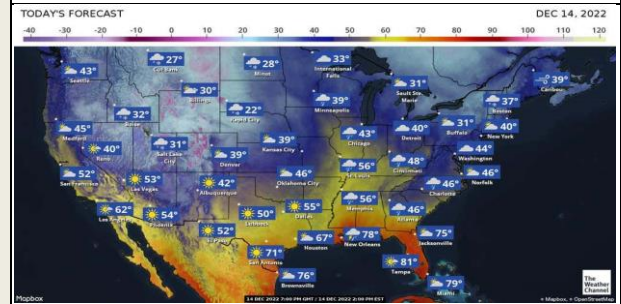 TODAY'S FORECAST
DEC 14, 2022
-40 -30 -20 -10 0 10 20 30 40 50 60 70 80 90 100 110 120
27°
Cut Bank
28°
Minot
33°
International Falls
43°
Seattle
30°
Billings
31°
Sault Ste Marie
39°
Caribou
22°
Rapid City
39°
Minneapolis
37°
Boston
32°
Boise
45°
Medford
31°
Buffalo
40°
New York
40°
Reno
31°
Salt Lake City
39°
Denver
39°
Kansas City
43°
Chicago
40°
Detroit
44°
Washington
52°
San Francisco
53°
Las Vegas
42°
Albuquerque
46°
Oklahoma City
56°
St. Louis
48°
Cincinnati
46°
Norfolk
46°
Charlotte
62°
Los
54°
Phoenix
52°
El Paso
50°
Lubbock
55°
Dallas
56°
Memphis
46°
Atlanta
71°
San Antonio
67°
Houston
78°
New Orleans
75°
Jacksonville
76°
Brownsville
81°
Tampa
79°
Miami
The
Weather
Channel
Mapbox
14 DEC 2022 7:00 PM GMT / 14 DEC 2022 2:00 PM EST
© Mapbox, © OpenStreetMap